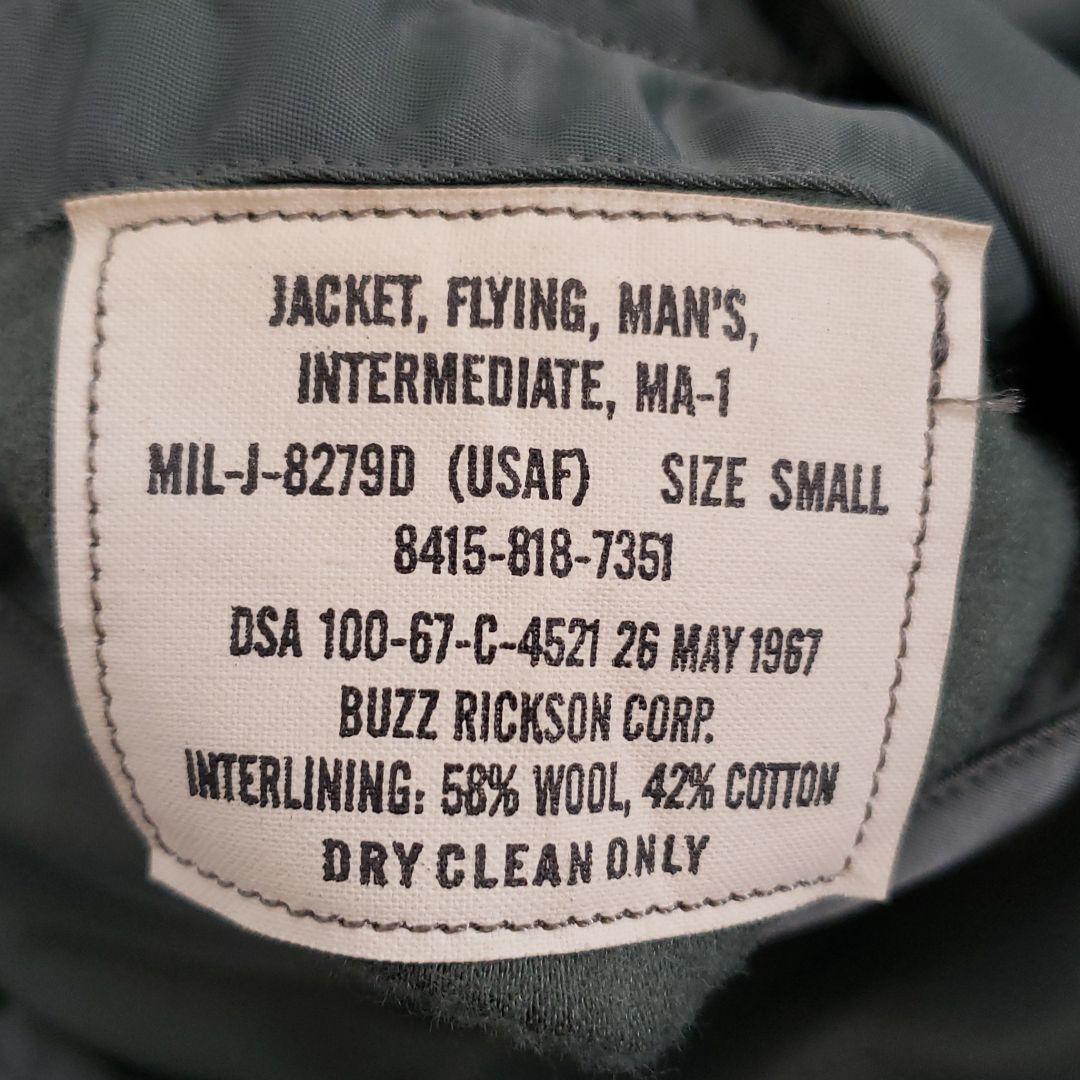 JACKET, FLYING, MAN'S,
INTERMEDIATE, MA-1
MIL-J-8279D (USAF) SIZE SMALL
8415-818-7351
DSA 100-67-C-4521 26 MAY 1967
BUZZ RICKSON CORP.
INTERLINING: 58% WOOL, 42% COTTON
DRY CLEAN ONLY